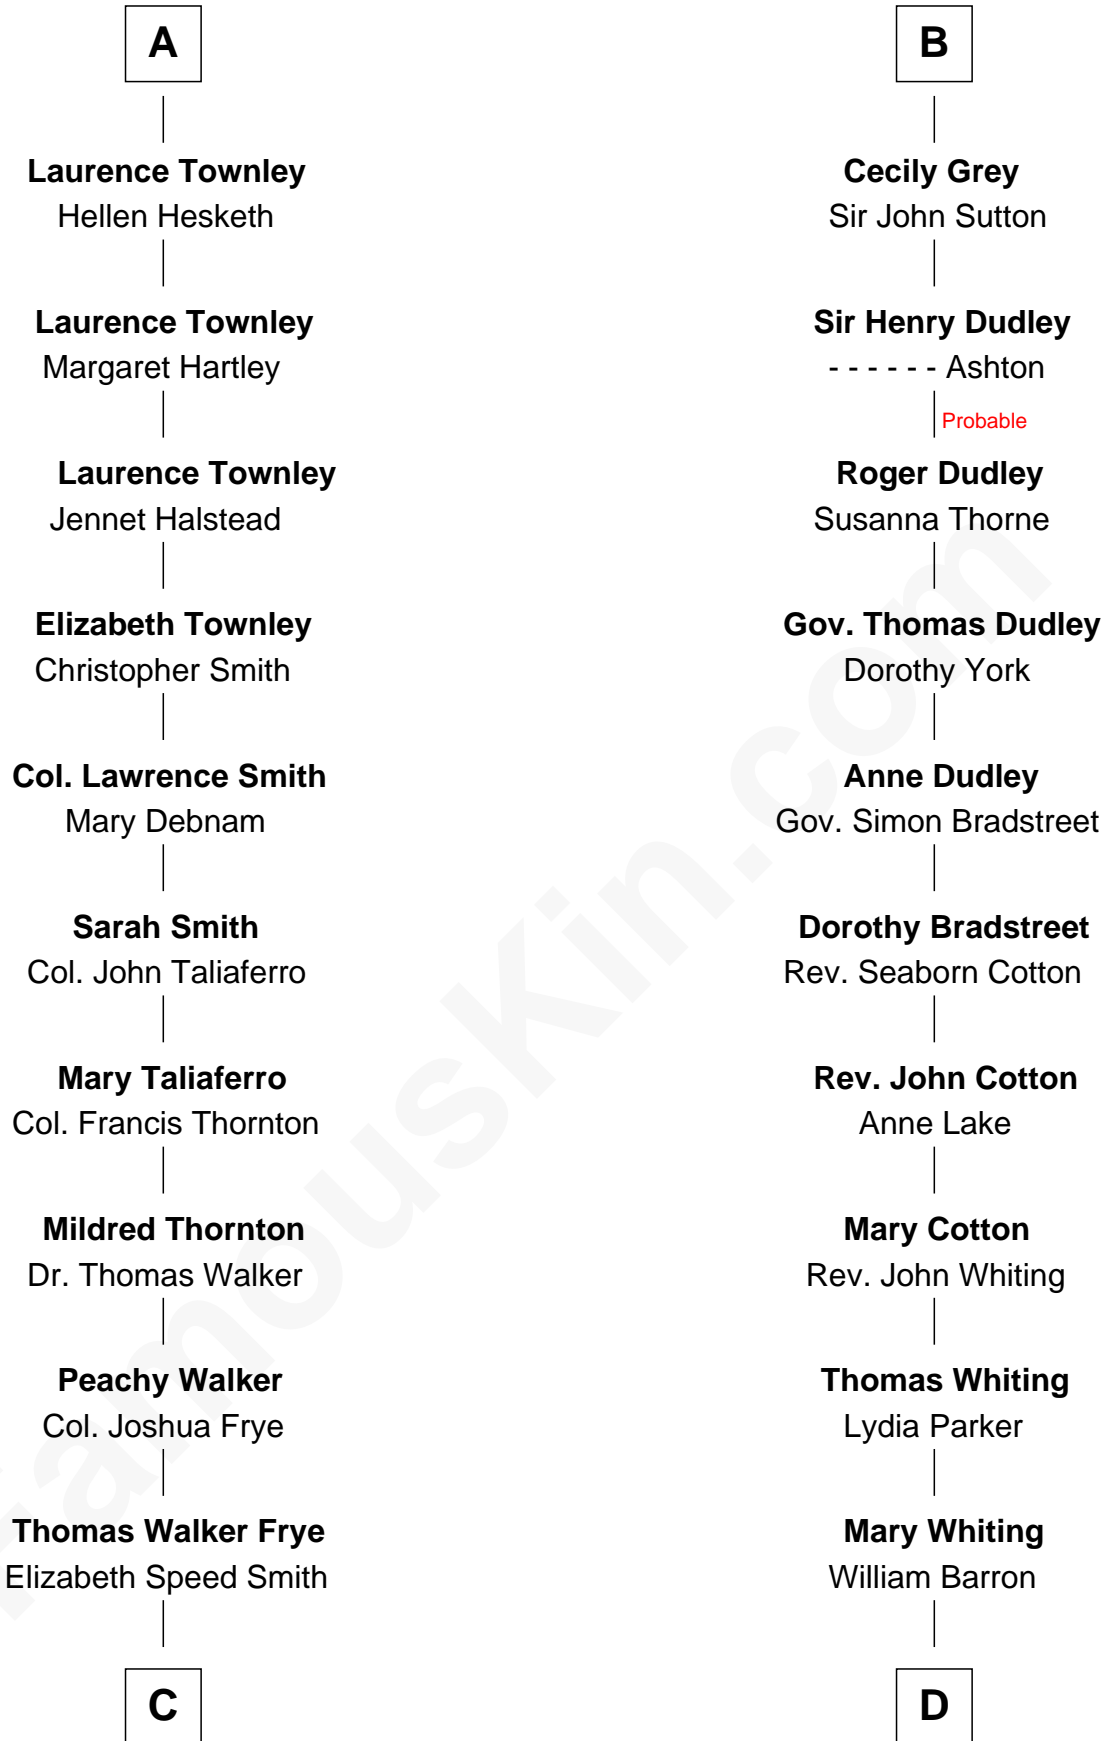 A
Laurence Townley
Hellen Hesketh
Laurence Townley
Margaret Hartley
Laurence Townley
Jennet Halstead
Elizabeth Townley
Christopher Smith
Col. Lawrence Smith
Mary Debnam
Sarah Smith
Col. John Taliaferro
Mary Taliaferro
Col. Francis Thornton
Mildred Thornton
Dr. Thomas Walker
Peachy Walker
Col. Joshua Frye
Thomas Walker Frye
Elizabeth Speed Smith
C
B
Cecily Grey
Sir John Sutton
Sir Henry Dudley
- - - - - - Ashton
Probable
Roger Dudley
Susanna Thorne
Gov. Thomas Dudley
Dorothy York
Anne Dudley
Gov. Simon Bradstreet
Dorothy Bradstreet
Rev. Seaborn Cotton
Rev. John Cotton
Anne Lake
Mary Cotton
Rev. John Whiting
Thomas Whiting
Lydia Parker
Mary Whiting
William Barron
D
FamousKin.com